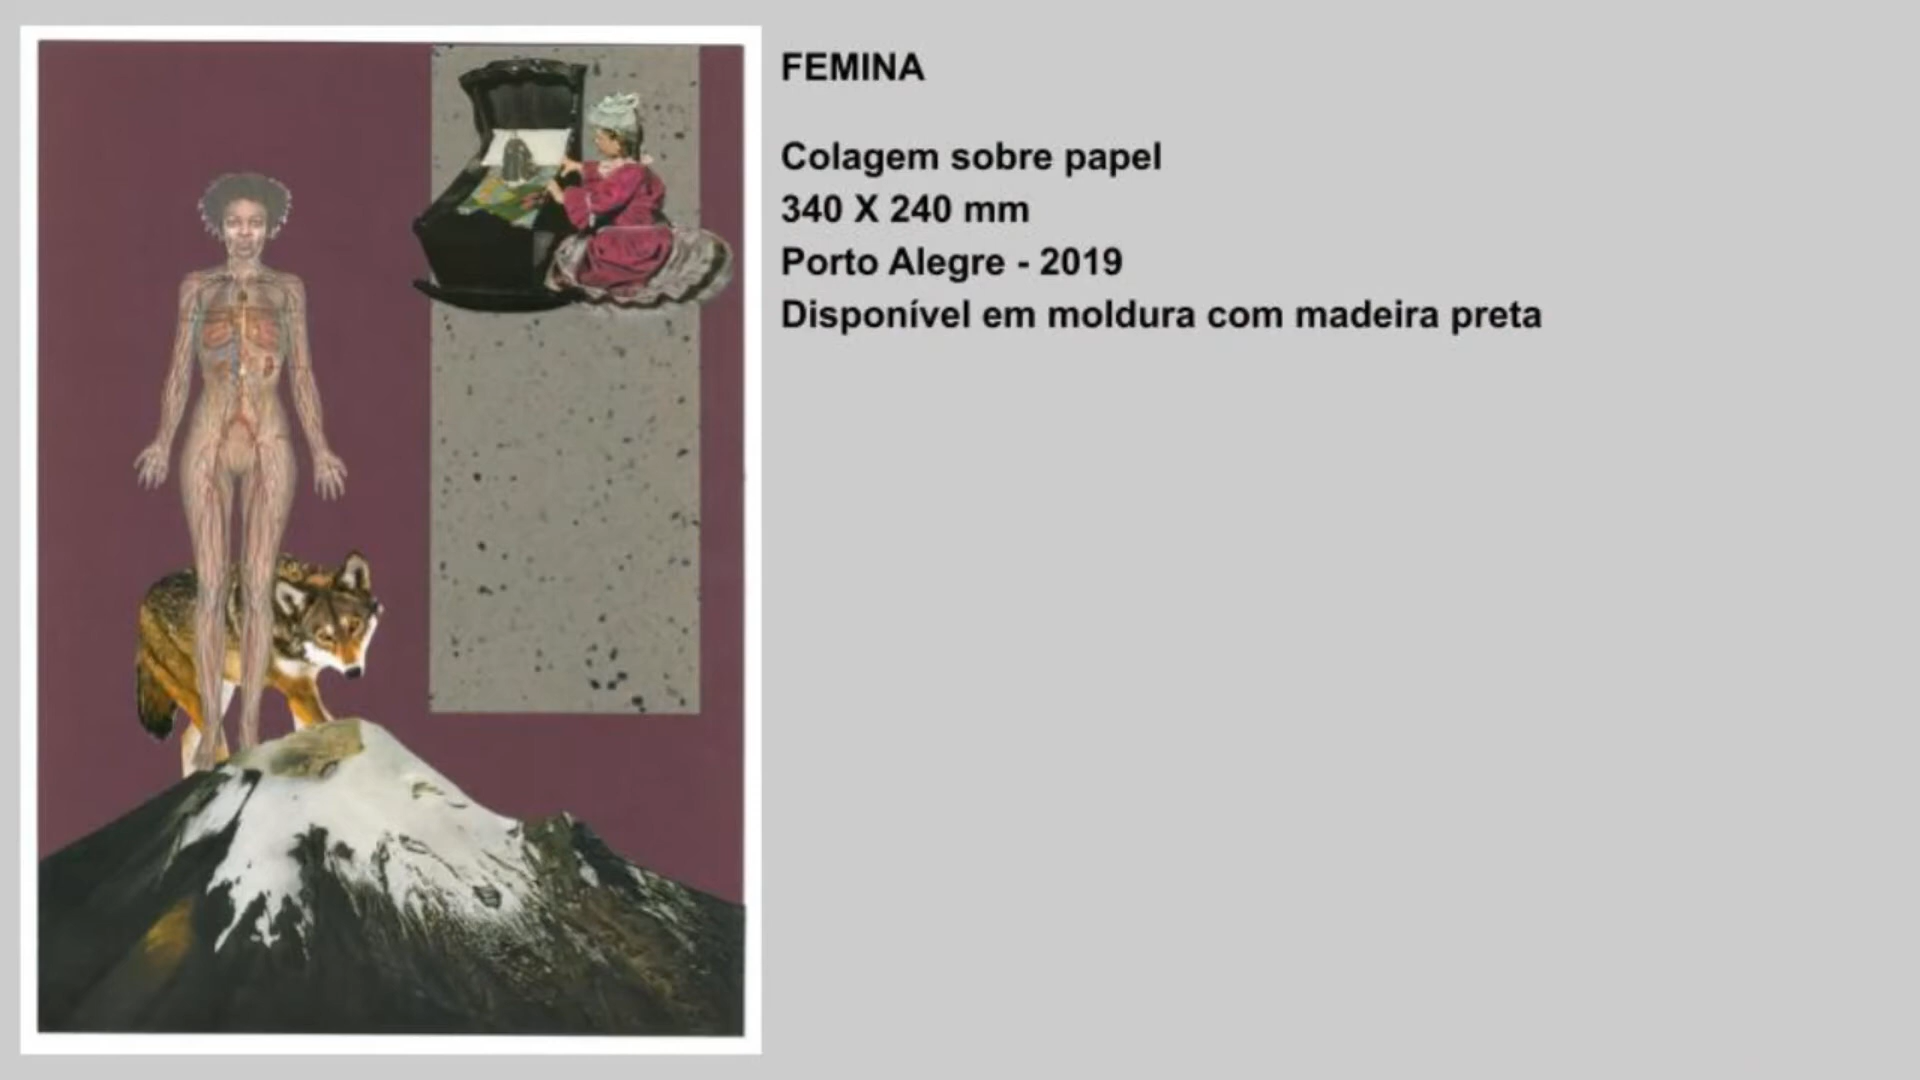 FEMINA
Colagem sobre papel
340 X 240 mm
Porto Alegre - 2019
Disponível em moldura com madeira preta